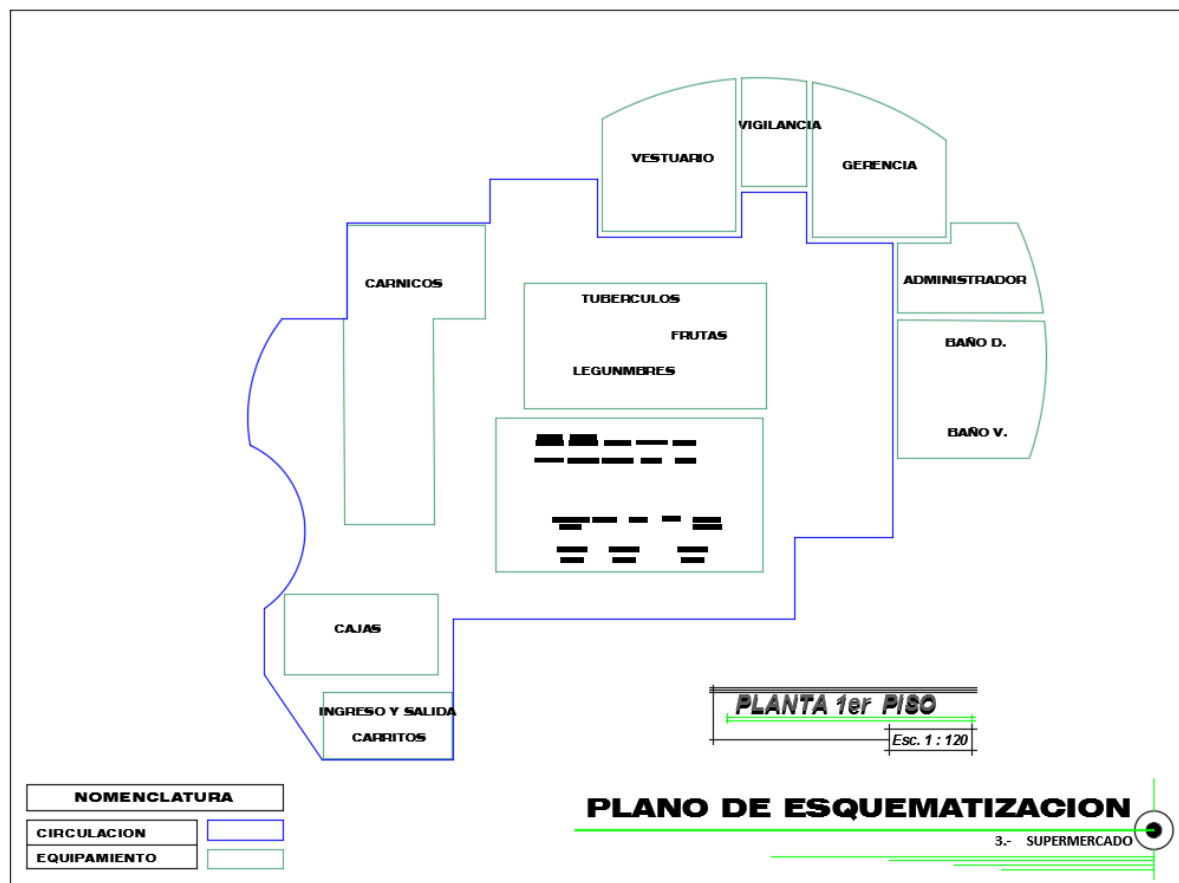 VIGILANCIA
VESTUARIO
GERENCIA
CARNICOS
ADMINISTRADOR
TUBERCULOS
FRUTAS
BAÑO D.
LEGUNMBRES
BAÑO V.
CAJAS
INGRESO Y SALIDA
CARRITOS
PLANTA 1er PISO
Esc. 1 : 120
NOMENCLATURA
CIRCULACION
EQUIPAMIENTO
PLANO DE ESQUEMATIZACION
3.- SUPERMERCADO